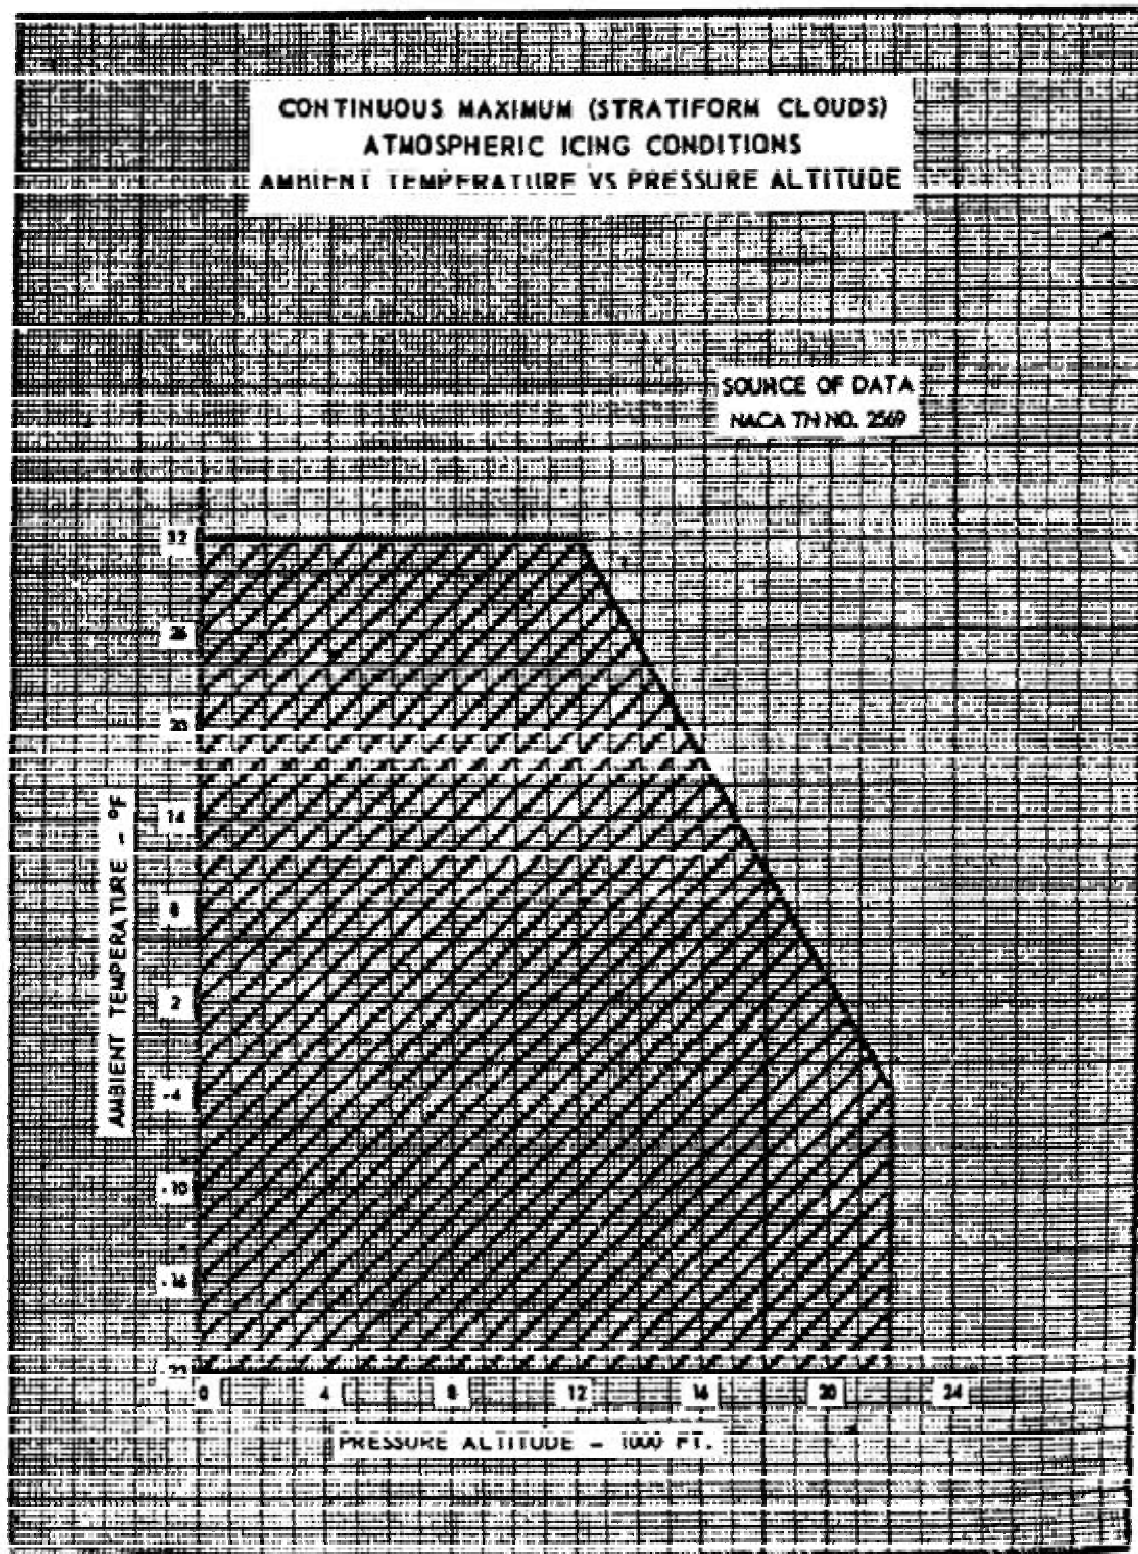 CONTINUOUS MAXIMUM (STRATIFORM CLOUDS)
ATMOSPHERIC ICING CONDITIONS
AMBIENT TEMPERATURE VS PRESSURE ALTITUDE
SOURCE OF DATA
NACA TN NO. 2569
32
26
20
14
8
2
-4
-10
-16
-22
AMBIENT TEMPERATURE - °F
0 4 8 12 16 20 24
PRESSURE ALTITUDE - 1000 FT.